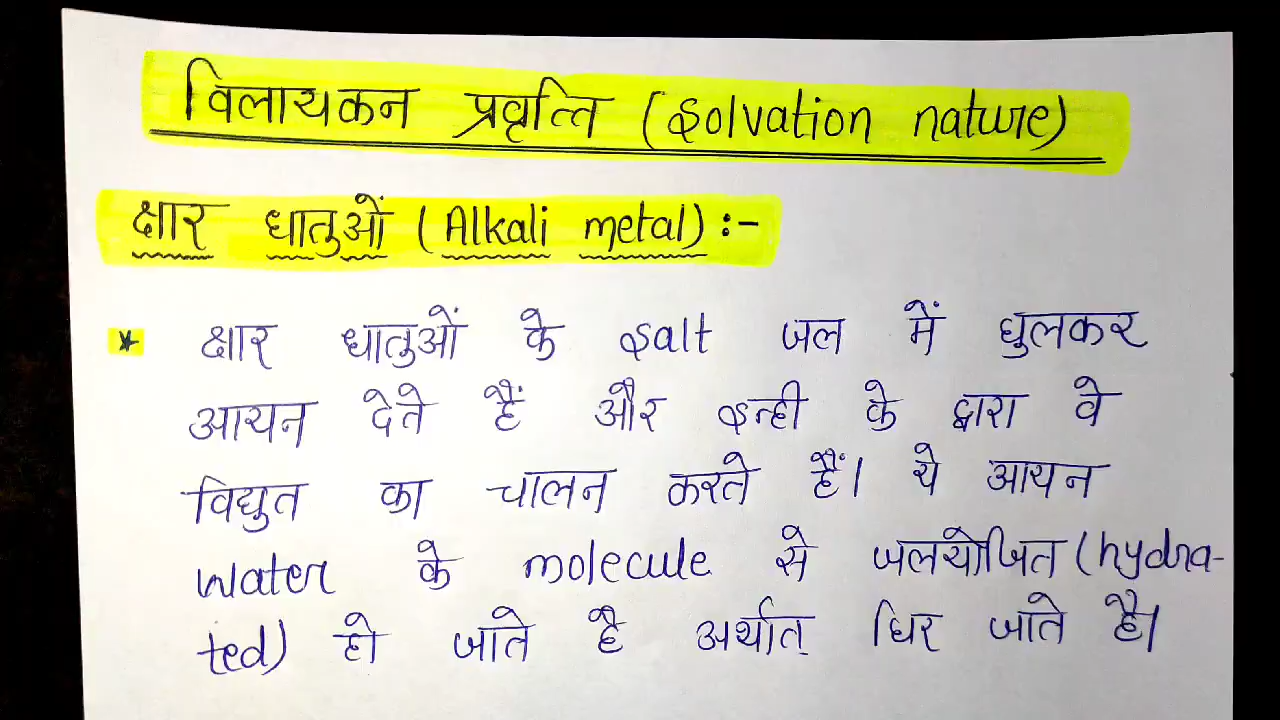 विलायकन प्रवृत्ति (Solvation nature)
क्षार धातुओं (Alkali metal) :-
* क्षार धातुओं के salt जल में घुलकर
आयन देते हैं और इन्ही के द्वारा वे
विद्युत का चालन करते हैं। ये आयन
water के molecule से जलयोजित (hydra-
ted) हो जाते है अर्थात् घिर जाते है।